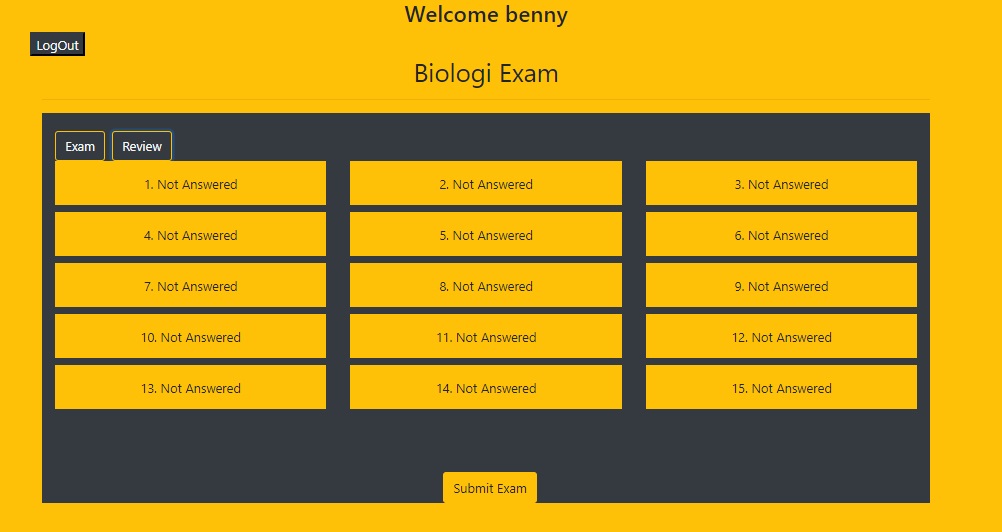 Welcome benny
LogOut
Biologi Exam
Exam Review
1. Not Answered 2. Not Answered 3. Not Answered
4. Not Answered 5. Not Answered 6. Not Answered
7. Not Answered 8. Not Answered 9. Not Answered
10. Not Answered 11. Not Answered 12. Not Answered
13. Not Answered 14. Not Answered 15. Not Answered
Submit Exam